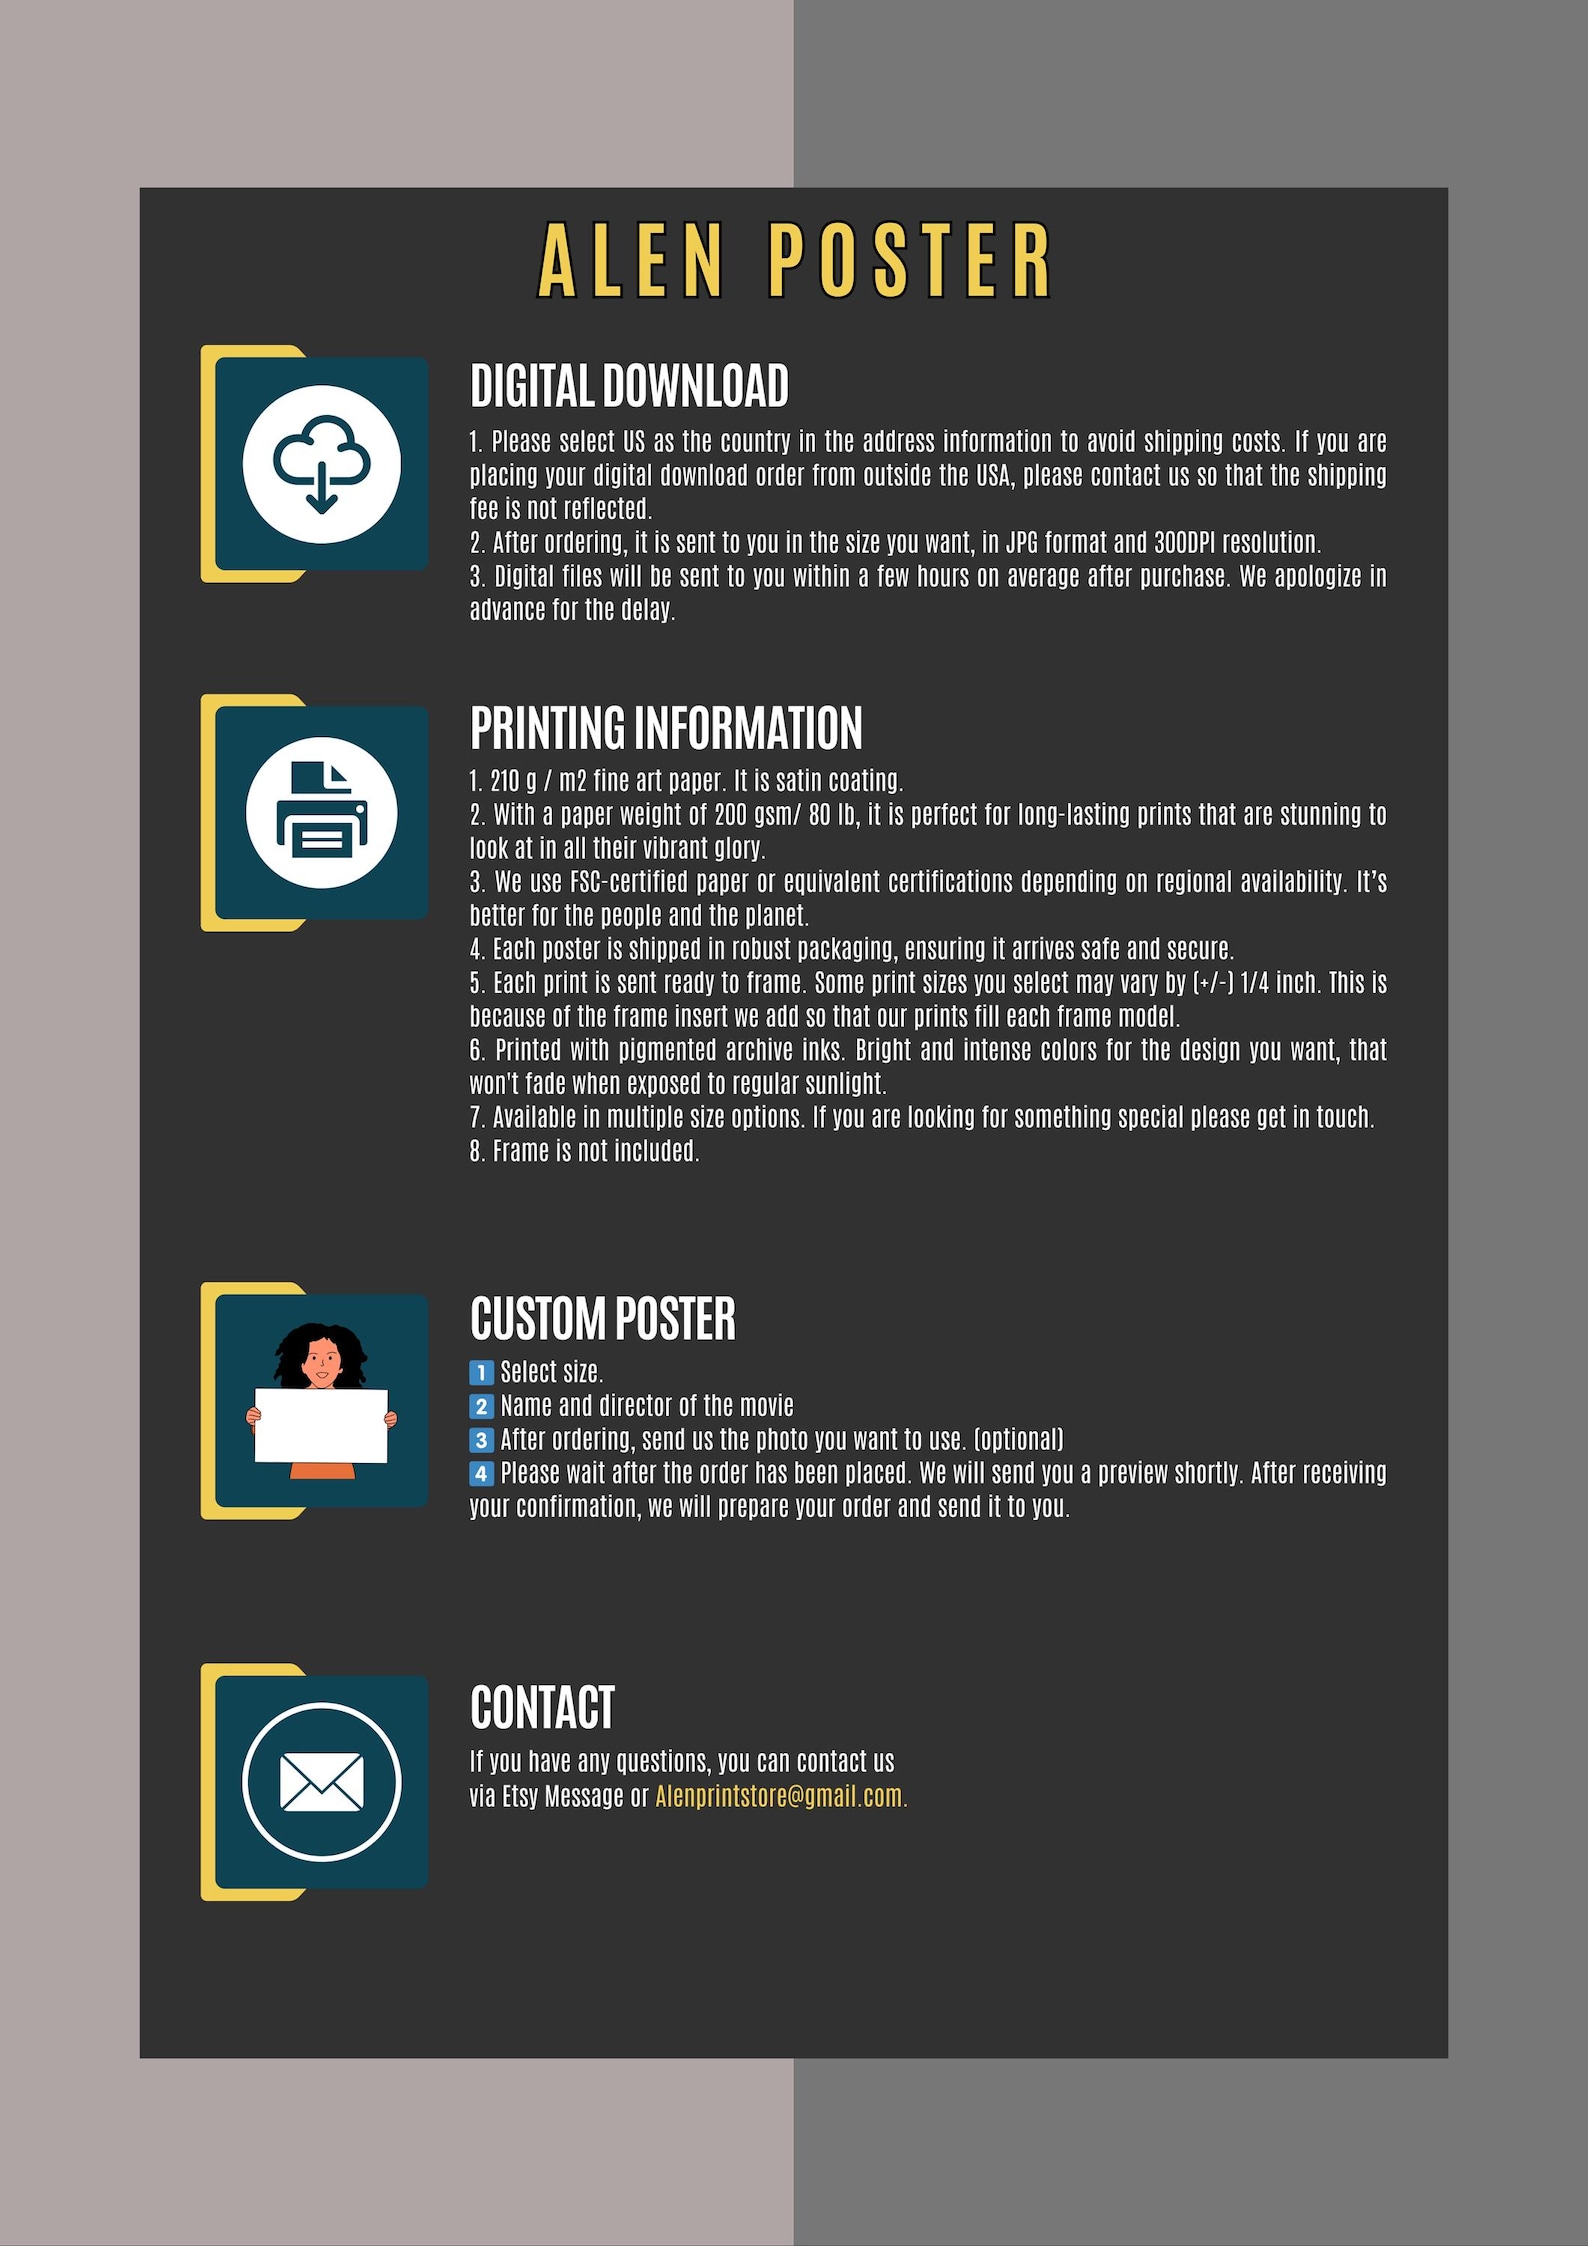 ALEN POSTER
DIGITAL DOWNLOAD
1. Please select US as the country in the address information to avoid shipping costs. If you are
placing your digital download order from outside the USA, please contact us so that the shipping
fee is not reflected.
2. After ordering, it is sent to you in the size you want, in JPG format and 300DPI resolution.
3. Digital files will be sent to you within a few hours on average after purchase. We apologize in
advance for the delay.
PRINTING INFORMATION
1. 210 g / m2 fine art paper. It is satin coating.
2. With a paper weight of 200 gsm/ 80 lb, it is perfect for long-lasting prints that are stunning to
look at in all their vibrant glory.
3. We use FSC-certified paper or equivalent certifications depending on regional availability. It’s
better for the people and the planet.
4. Each poster is shipped in robust packaging, ensuring it arrives safe and secure.
5. Each print is sent ready to frame. Some print sizes you select may vary by (+/-) 1/4 inch. This is
because of the frame insert we add so that our prints fill each frame model.
6. Printed with pigmented archive inks. Bright and intense colors for the design you want, that
won't fade when exposed to regular sunlight.
7. Available in multiple size options. If you are looking for something special please get in touch.
8. Frame is not included.
CUSTOM POSTER
1 Select size.
2 Name and director of the movie
3 After ordering, send us the photo you want to use. (optional)
4 Please wait after the order has been placed. We will send you a preview shortly. After receiving
your confirmation, we will prepare your order and send it to you.
CONTACT
If you have any questions, you can contact us
via Etsy Message or Alenprintstore@gmail.com.